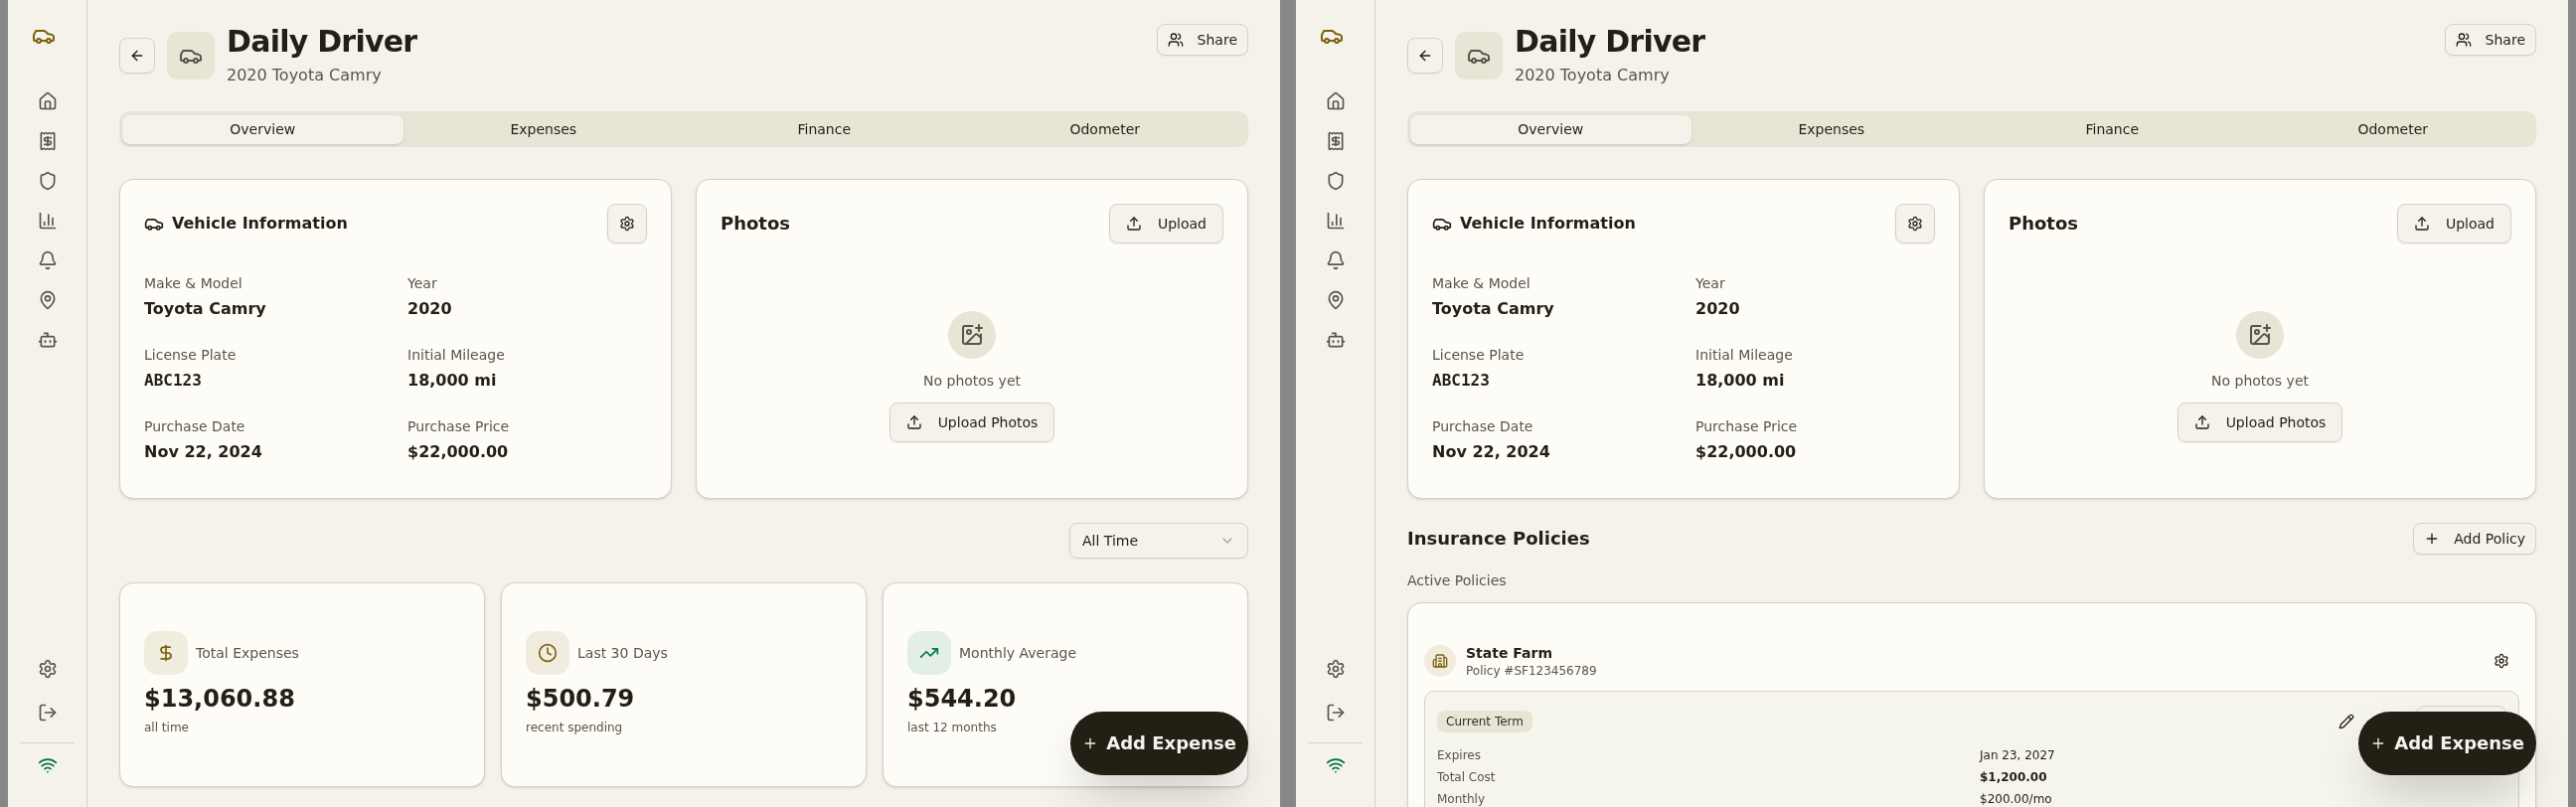 Daily Driver
2020 Toyota Camry
Share
Overview Expenses Finance Odometer
Vehicle Information
Make & Model Year
Toyota Camry 2020
License Plate Initial Mileage
ABC123 18,000 mi
Purchase Date Purchase Price
Nov 22, 2024 $22,000.00
Photos
Upload
No photos yet
Upload Photos
All Time
Total Expenses
$13,060.88
all time
Last 30 Days
$500.79
recent spending
Monthly Average
$544.20
last 12 months
+ Add Expense
Daily Driver
2020 Toyota Camry
Share
Overview Expenses Finance Odometer
Vehicle Information
Make & Model Year
Toyota Camry 2020
License Plate Initial Mileage
ABC123 18,000 mi
Purchase Date Purchase Price
Nov 22, 2024 $22,000.00
Photos
Upload
No photos yet
Upload Photos
Insurance Policies
+ Add Policy
Active Policies
State Farm
Policy #SF123456789
Current Term
Expires Jan 23, 2027
Total Cost $1,200.00
Monthly $200.00/mo
+ Add Expense